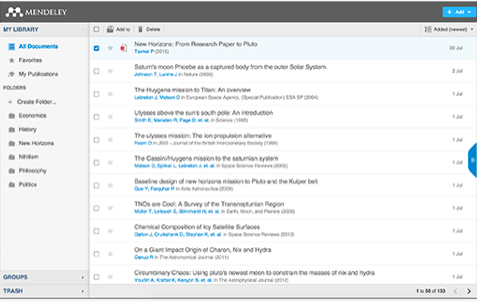 MENDELEY
+ Add
MY LIBRARY
Add to
Delete
Added (newest)
All Documents
Favorites
My Publications
FOLDERS
+ Create Folder...
Economics
History
New Horizons
Nihilism
Philosophy
Politics
GROUPS
TRASH
New Horizons: From Research Paper to Pluto
20 Jul
(2015)
Saturn's moon Phoebe as a captured body from the outer Solar System
2 Jul
Johnson T, Lunine J in Nature (2005)
The Huygens mission to Titan: An overview
1 Jul
Lebreton J, Matson D in European Space Agency, (Special Publication) ESA SP (2004)
Ulysses above the sun's south pole: An introduction
1 Jul
Smith E, Marsden R, Page D, et. al. in Science (1995)
The ulysses mission: The ion propulsion alternative
1 Jul
Journal of the British Interplanetary Society (1986)
The Cassini/Huygens mission to the saturnian system
1 Jul
Matson D, Spilker L, Lebreton J, et. al. in Space Science Reviews (2002)
Baseline design of new horizons mission to Pluto and the Kuiper belt
1 Jul
Guo Y, Farquhar R in Acta Astronautica (2006)
TNOs are Cool: A Survey of the Transneptunian Region
1 Jul
Müller T, Lellouch E, Böhnhardt H, et. al. in Earth, Moon, and Planets (2009)
Chemical Composition of Icy Satellite Surfaces
1 Jul
Dalton J, Cruikshank D, Stephan K, et. al. in Space Science Reviews (2010)
On a Giant Impact Origin of Charon, Nix and Hydra
1 Jul
Canup R in The Astronomical Journal (2011)
Circumbinary Chaos: Using pluto's newest moon to constrain the masses of nix and hydra
1 Jul
Youdin A, Kratter K, Kenyon S, et. al. in The Astrophysical Journal (2012)
1 to 50 of 153